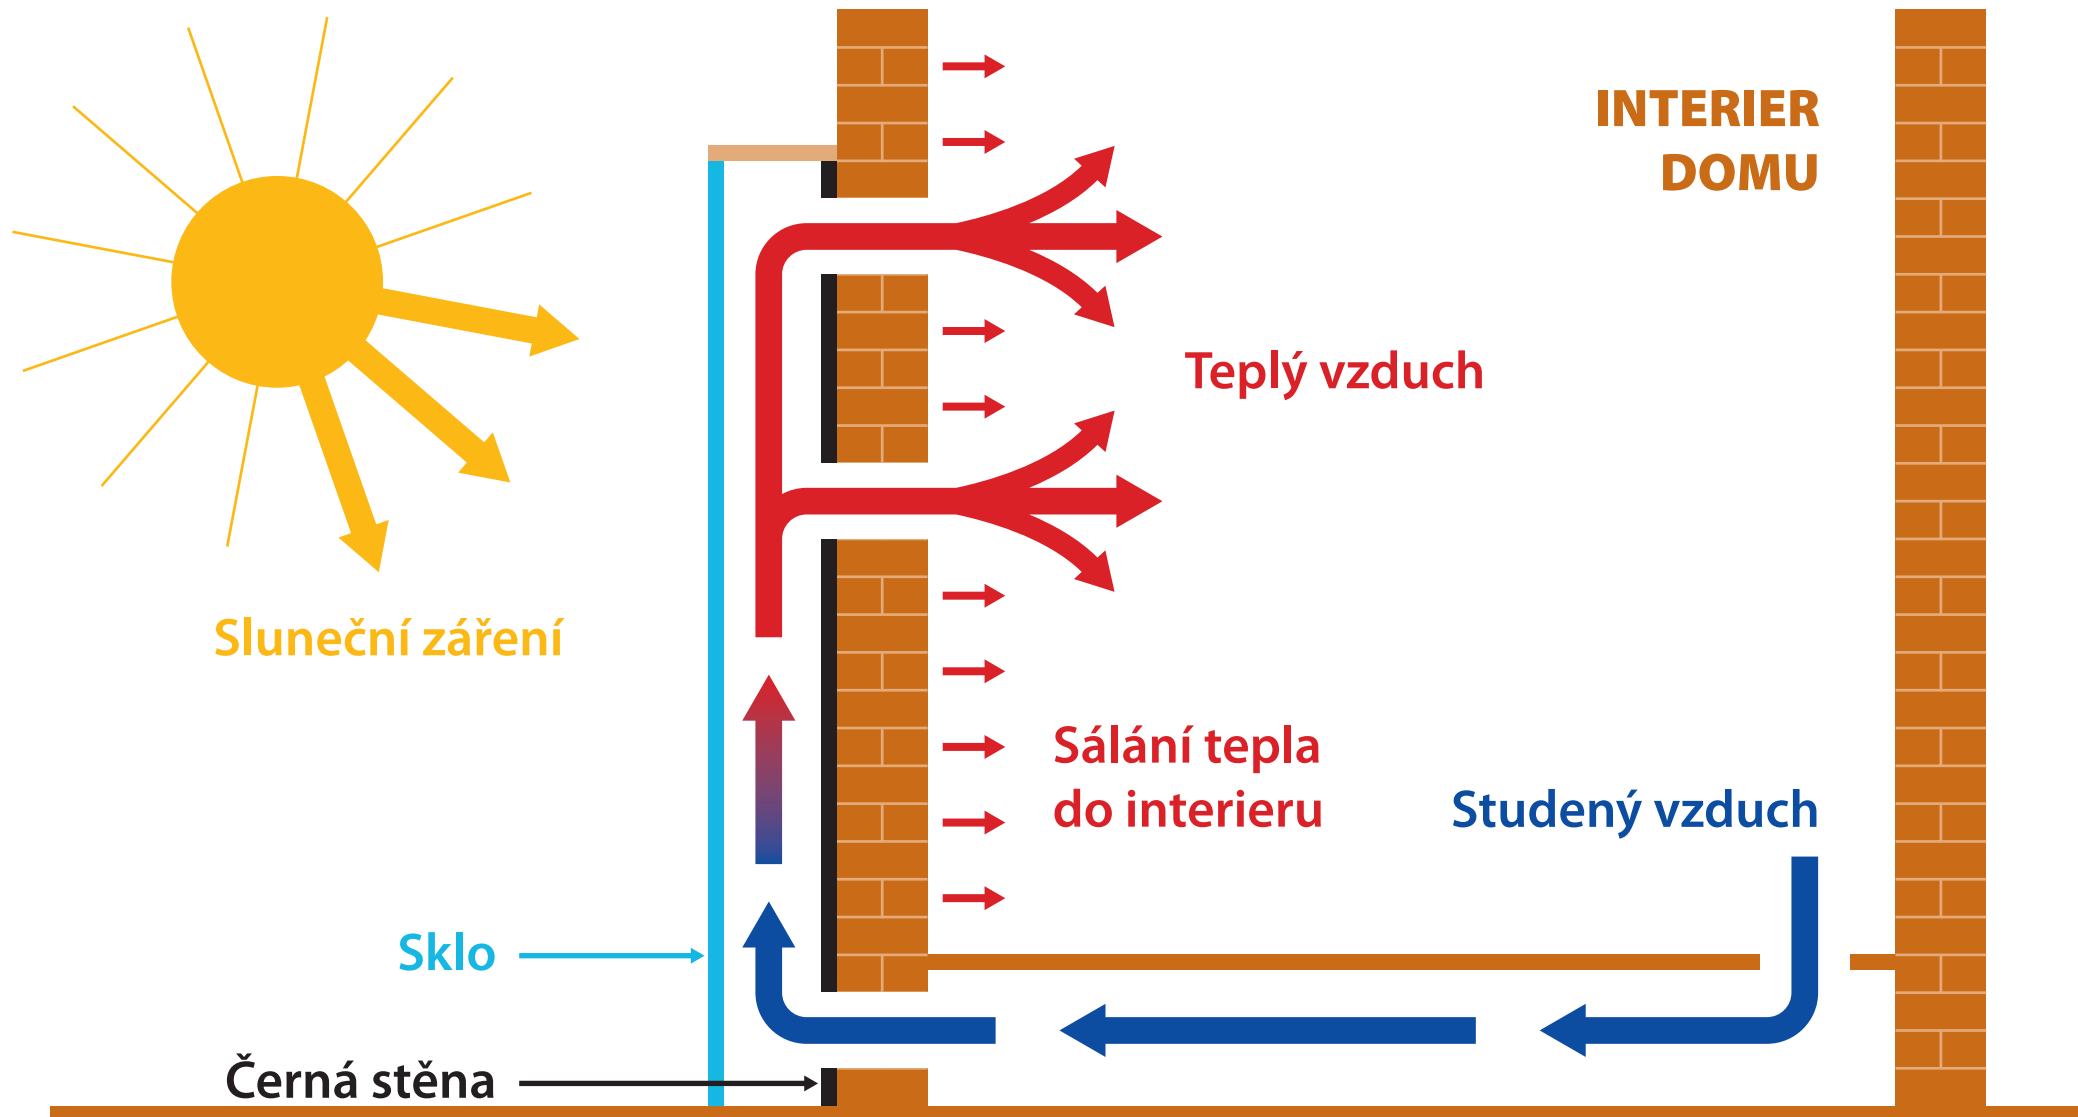 INTERIER
DOMU
Teplý vzduch
Sluneční záření
Sálání tepla
do interieru
Studený vzduch
Sklo
Černá stěna